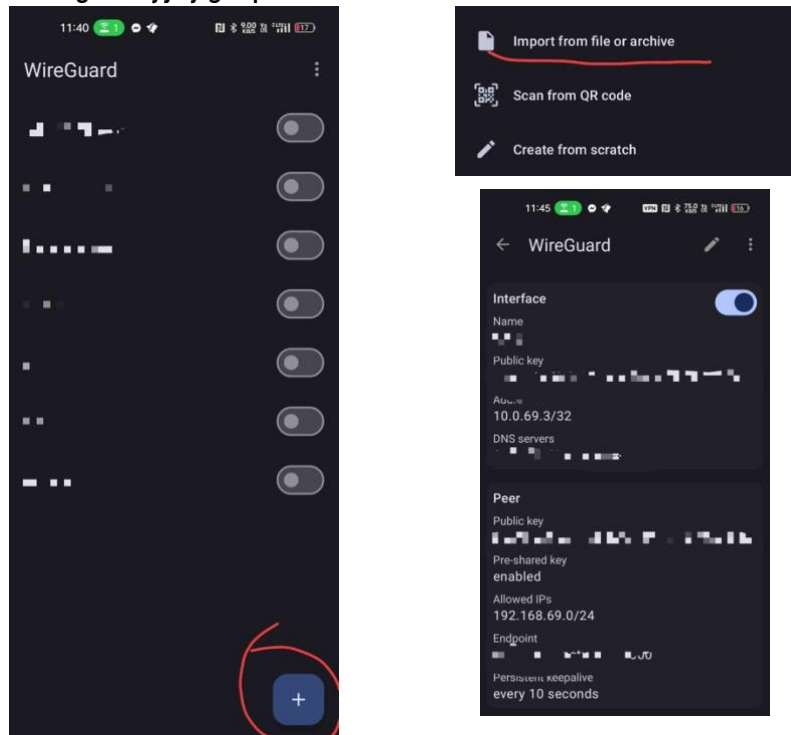 11:40
WireGuard
+
Import from file or archive
Scan from QR code
Create from scratch
11:45
WireGuard
Interface
Name
Public key
10.0.69.3/32
DNS servers
Peer
Public key
Pre-shared key
enabled
Allowed IPs
192.168.69.0/24
Endpoint
Persistent keepalive
every 10 seconds